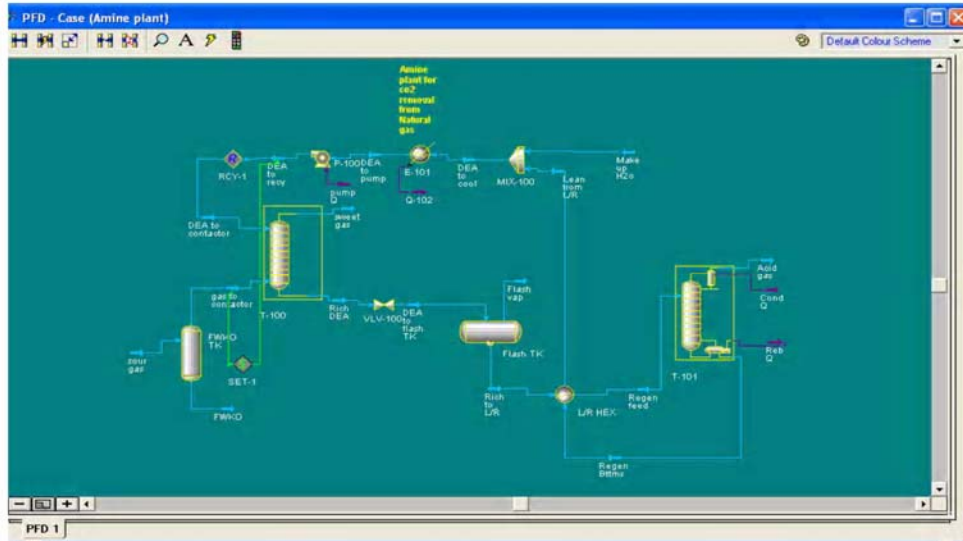 PFD - Case (Amine plant)
A
Default Colour Scheme
Amine
plant for
co2
removal
from
Natural
gas
R
RCY-1
DEA
to
recy
P-100
DEA
to
pump
E-101
DEA
to
cool
MIX-100
Make
up
H2o
Lean
from
L/R
pump
Q
Q-102
DEA to
contactor
sweet
gas
gas to
contactor
T-100
Rich
DEA
VLV-100
DEA
to
flash
TK
Flash
vap
Flash TK
Acid
gas
Cond
Q
Reb
Q
T-101
sour
gas
FWKO
TK
SET-1
FWKO
Rich
to
L/R
L/R HEX
Regen
feed
Regen
Bttms
PFD 1